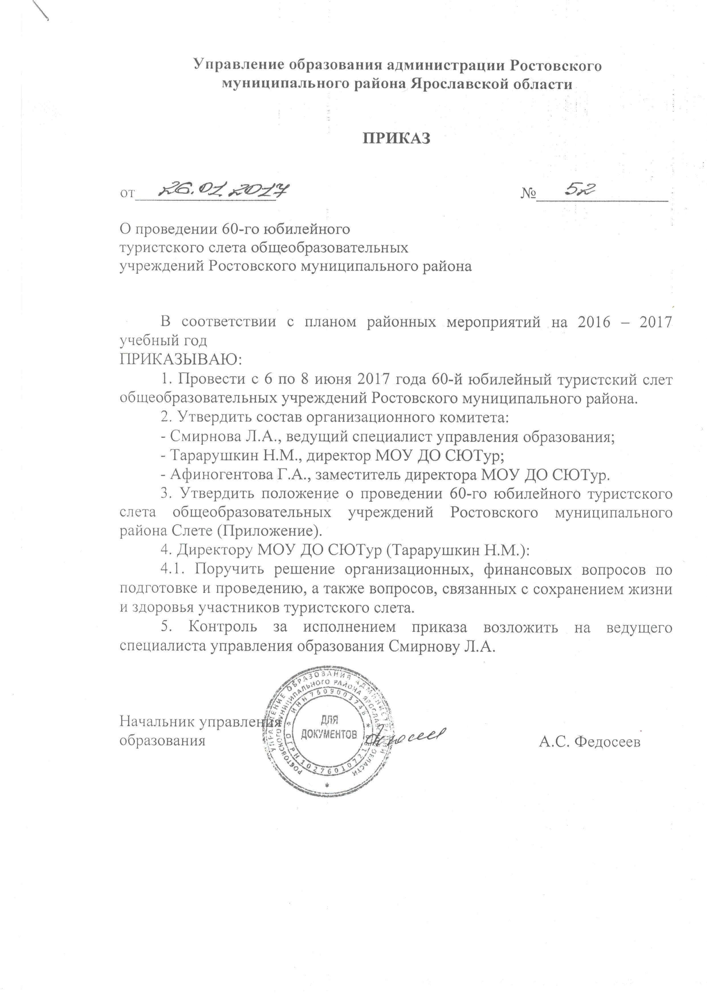 Управление образования администрации Ростовского
муниципального района Ярославской области
ПРИКАЗ
от 26.01.2017 № 52
О проведении 60-го юбилейного
туристского слета общеобразовательных
учреждений Ростовского муниципального района
В соответствии с планом районных мероприятий на 2016 – 2017
учебный год
ПРИКАЗЫВАЮ:
1. Провести с 6 по 8 июня 2017 года 60-й юбилейный туристский слет
общеобразовательных учреждений Ростовского муниципального района.
2. Утвердить состав организационного комитета:
- Смирнова Л.А., ведущий специалист управления образования;
- Тарарушкин Н.М., директор МОУ ДО СЮТур;
- Афиногентова Г.А., заместитель директора МОУ ДО СЮТур.
3. Утвердить положение о проведении 60-го юбилейного туристского
слета общеобразовательных учреждений Ростовского муниципального
района Слете (Приложение).
4. Директору МОУ ДО СЮТур (Тарарушкин Н.М.):
4.1. Поручить решение организационных, финансовых вопросов по
подготовке и проведению, а также вопросов, связанных с сохранением жизни
и здоровья участников туристского слета.
5. Контроль за исполнением приказа возложить на ведущего
специалиста управления образования Смирнову Л.А.
УПРАВЛЕНИЕ ОБРАЗОВАНИЯ АДМИНИСТРАЦИИ
РОСТОВСКОГО МУНИЦИПАЛЬНОГО РАЙОНА ЯРОСЛАВСКОЙ ОБЛАСТИ
* ИНН 7609003748 *
ОГРН
ДЛЯ
ДОКУМЕНТОВ
Начальник управления
образования А.С. Федосеев